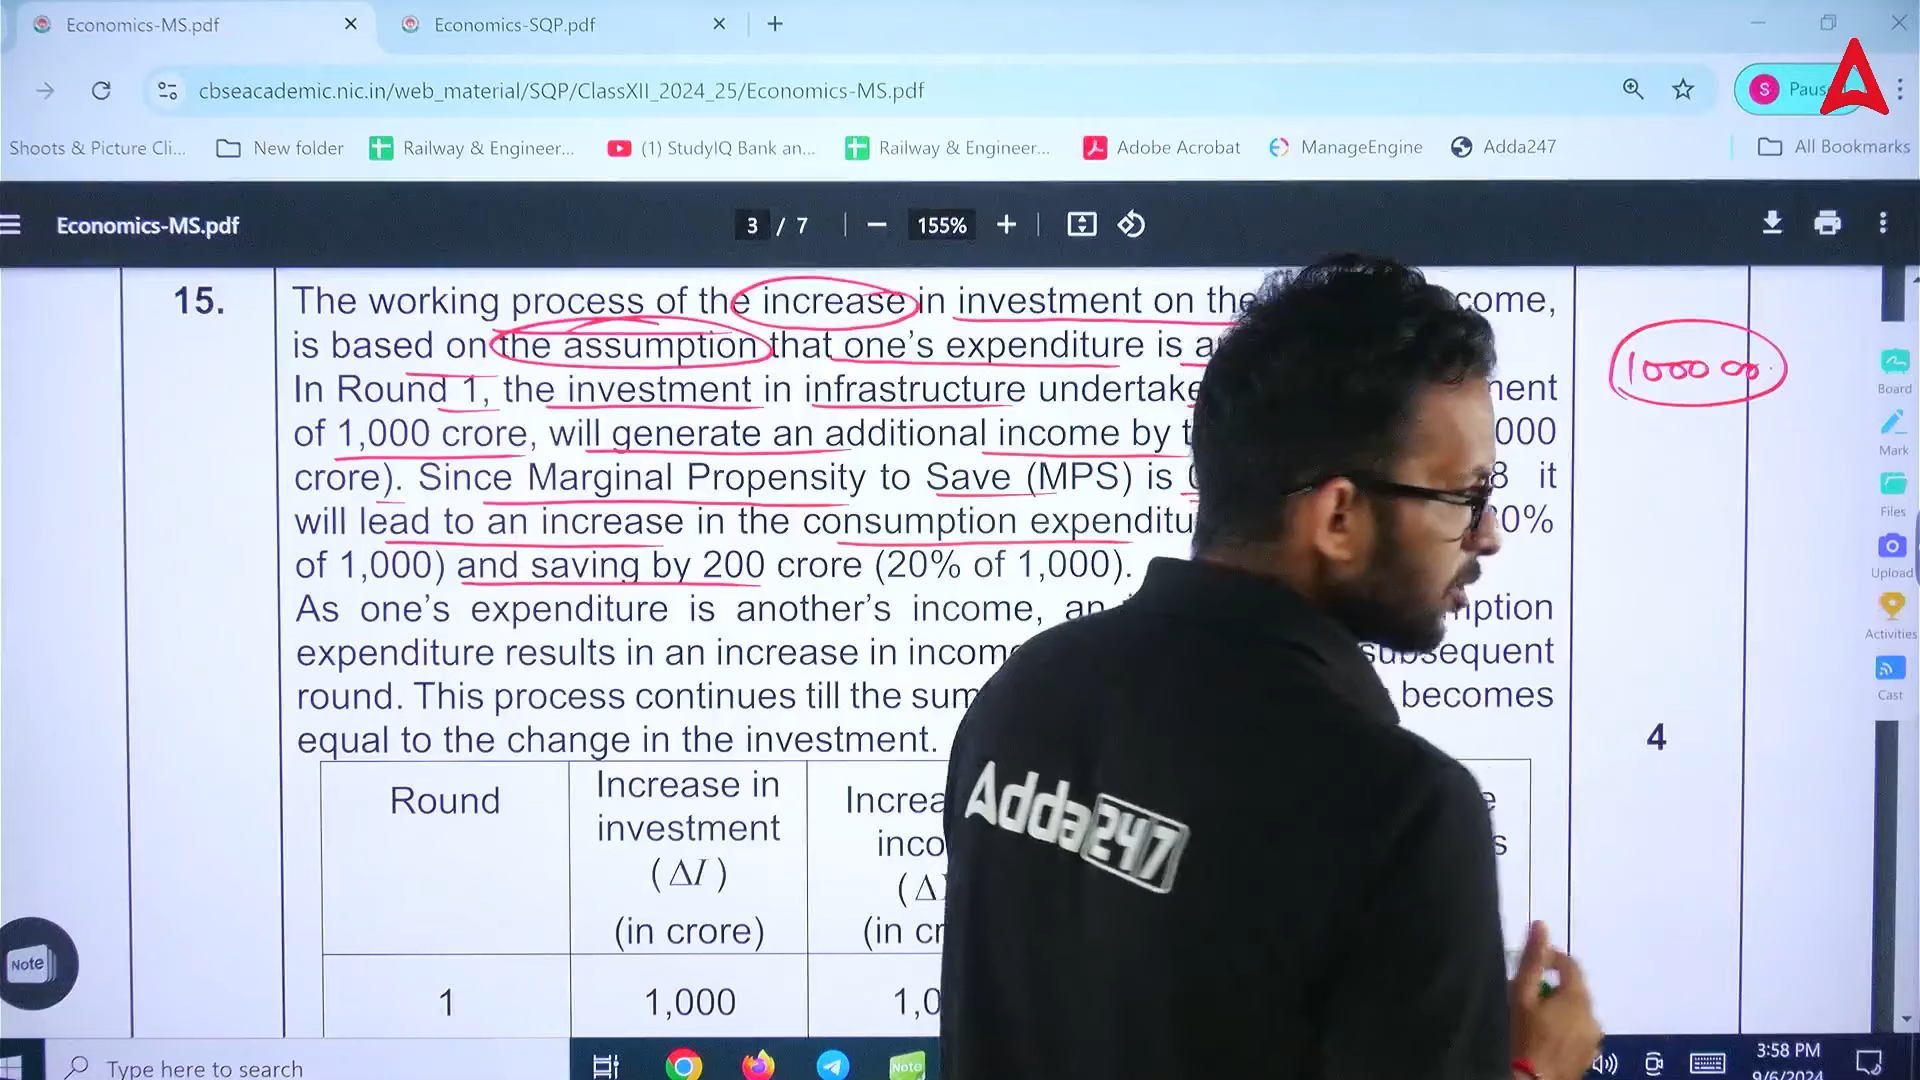 Economics-MS.pdf
Economics-SQP.pdf
cbseacademic.nic.in/web_material/SQP/ClassXII_2024_25/Economics-MS.pdf
S
Shoots & Picture Cli...
New folder
Railway & Engineer...
(1) StudyIQ Bank an...
Railway & Engineer...
Adobe Acrobat
ManageEngine
Adda247
All Bookmarks
Economics-MS.pdf
3 / 7
155%
15.
The working process of the increase in investment on the come,
is based on the assumption that one's expenditure is
In Round 1, the investment in infrastructure
of 1,000 crore, will generate an additional income by 000
crore). Since Marginal Propensity to Save (MPS) is 8 it
will lead to an increase in the consumption 0%
of 1,000) and saving by 200 crore (20% of 1,000).
As one's expenditure is another's income, an
expenditure results in an increase in subsequent
round. This process continues till the sum becomes
equal to the change in the investment.
100000
4
Round
Increase in
investment
(ΔI)
(in crore)
1
1,000
Board
Mark
Files
Upload
Activities
Cast
Note
Adda247
Type here to search
Note
3:58 PM
9/6/2024